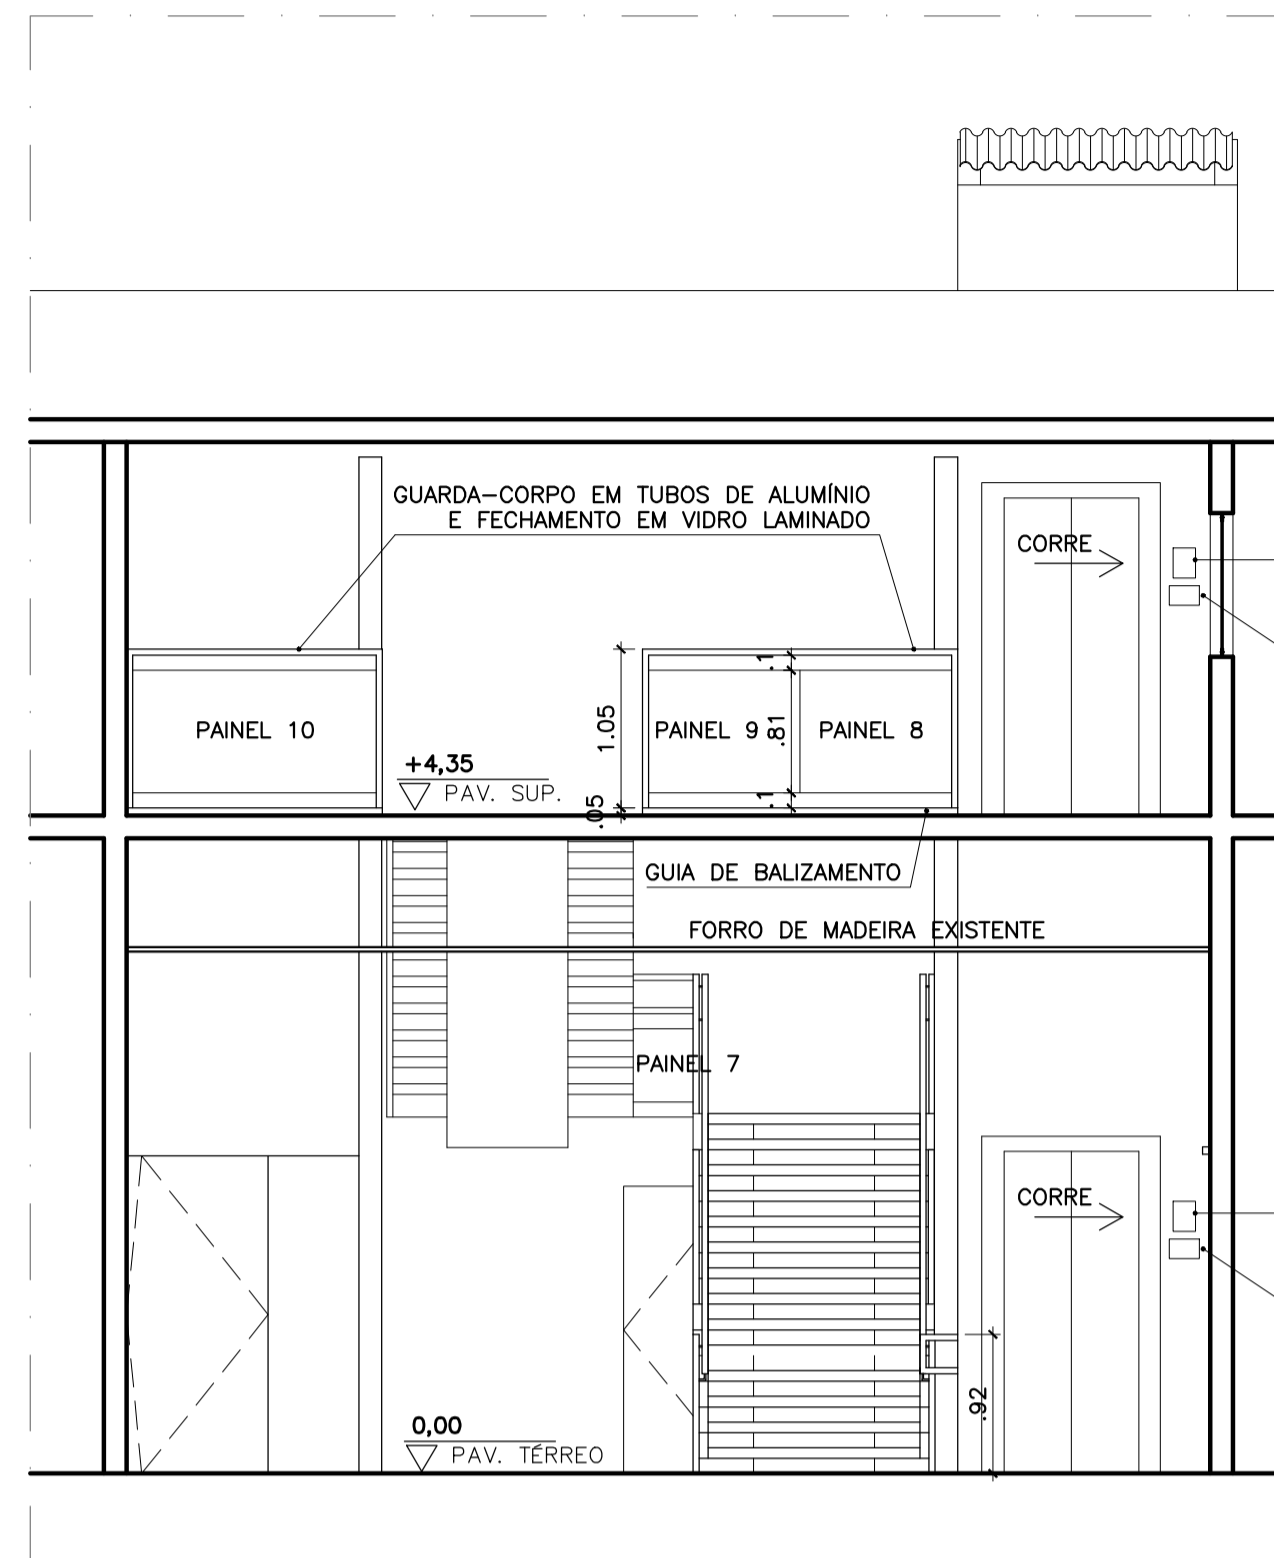 GUARDA-CORPO EM TUBOS DE ALUMÍNIO
E FECHAMENTO EM VIDRO LAMINADO
CORRE
.1
1.05
PAINEL 10
PAINEL 9
.81
PAINEL 8
+4,35
PAV. SUP.
.05
.1
GUIA DE BALIZAMENTO
FORRO DE MADEIRA EXISTENTE
PAINEL 7
CORRE
.92
0,00
PAV. TÉRREO